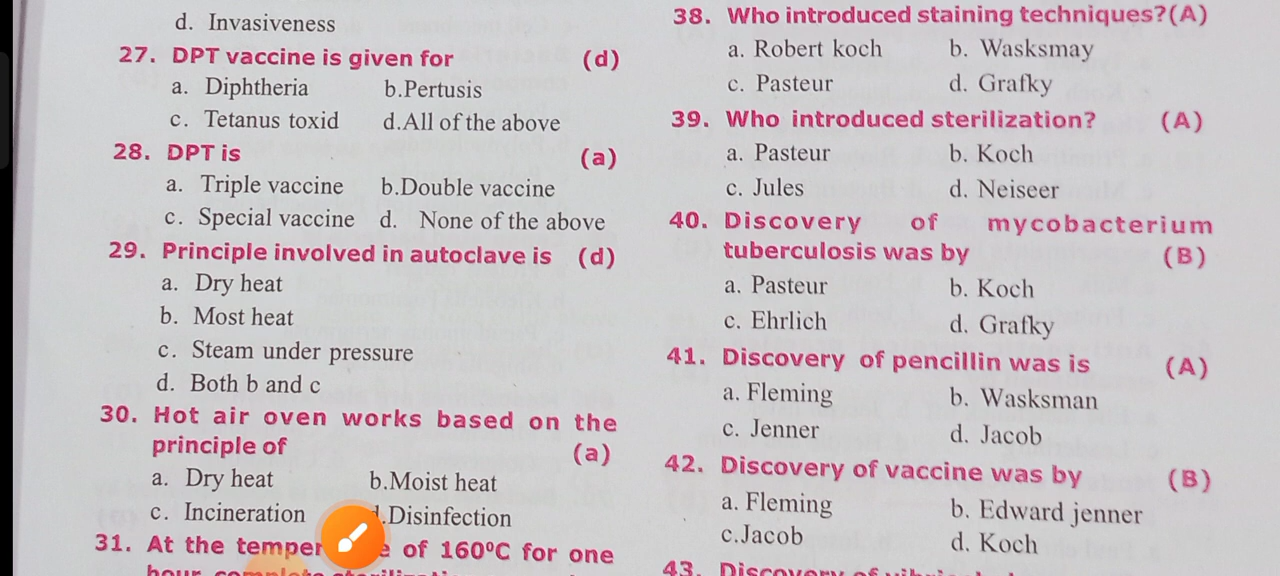 d. Invasiveness
27. DPT vaccine is given for (d)
a. Diphtheria b.Pertusis
c. Tetanus toxid d.All of the above
28. DPT is (a)
a. Triple vaccine b.Double vaccine
c. Special vaccine d. None of the above
29. Principle involved in autoclave is (d)
a. Dry heat
b. Most heat
c. Steam under pressure
d. Both b and c
30. Hot air oven works based on the
principle of (a)
a. Dry heat b.Moist heat
c. Incineration .Disinfection
31. At the temper e of 160ºC for one
hour
38. Who introduced staining techniques?(A)
a. Robert koch b. Wasksmay
c. Pasteur d. Grafky
39. Who introduced sterilization? (A)
a. Pasteur b. Koch
c. Jules d. Neiseer
40. Discovery of mycobacterium
tuberculosis was by (B)
a. Pasteur b. Koch
c. Ehrlich d. Grafky
41. Discovery of pencillin was is (A)
a. Fleming b. Wasksman
c. Jenner d. Jacob
42. Discovery of vaccine was by (B)
a. Fleming b. Edward jenner
c.Jacob d. Koch
43. Discovery of